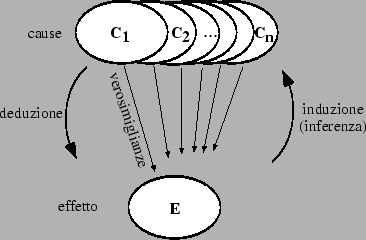 cause
C1 C2 ... Cn
verosimiglianze
deduzione
induzione
(inferenza)
effetto
E